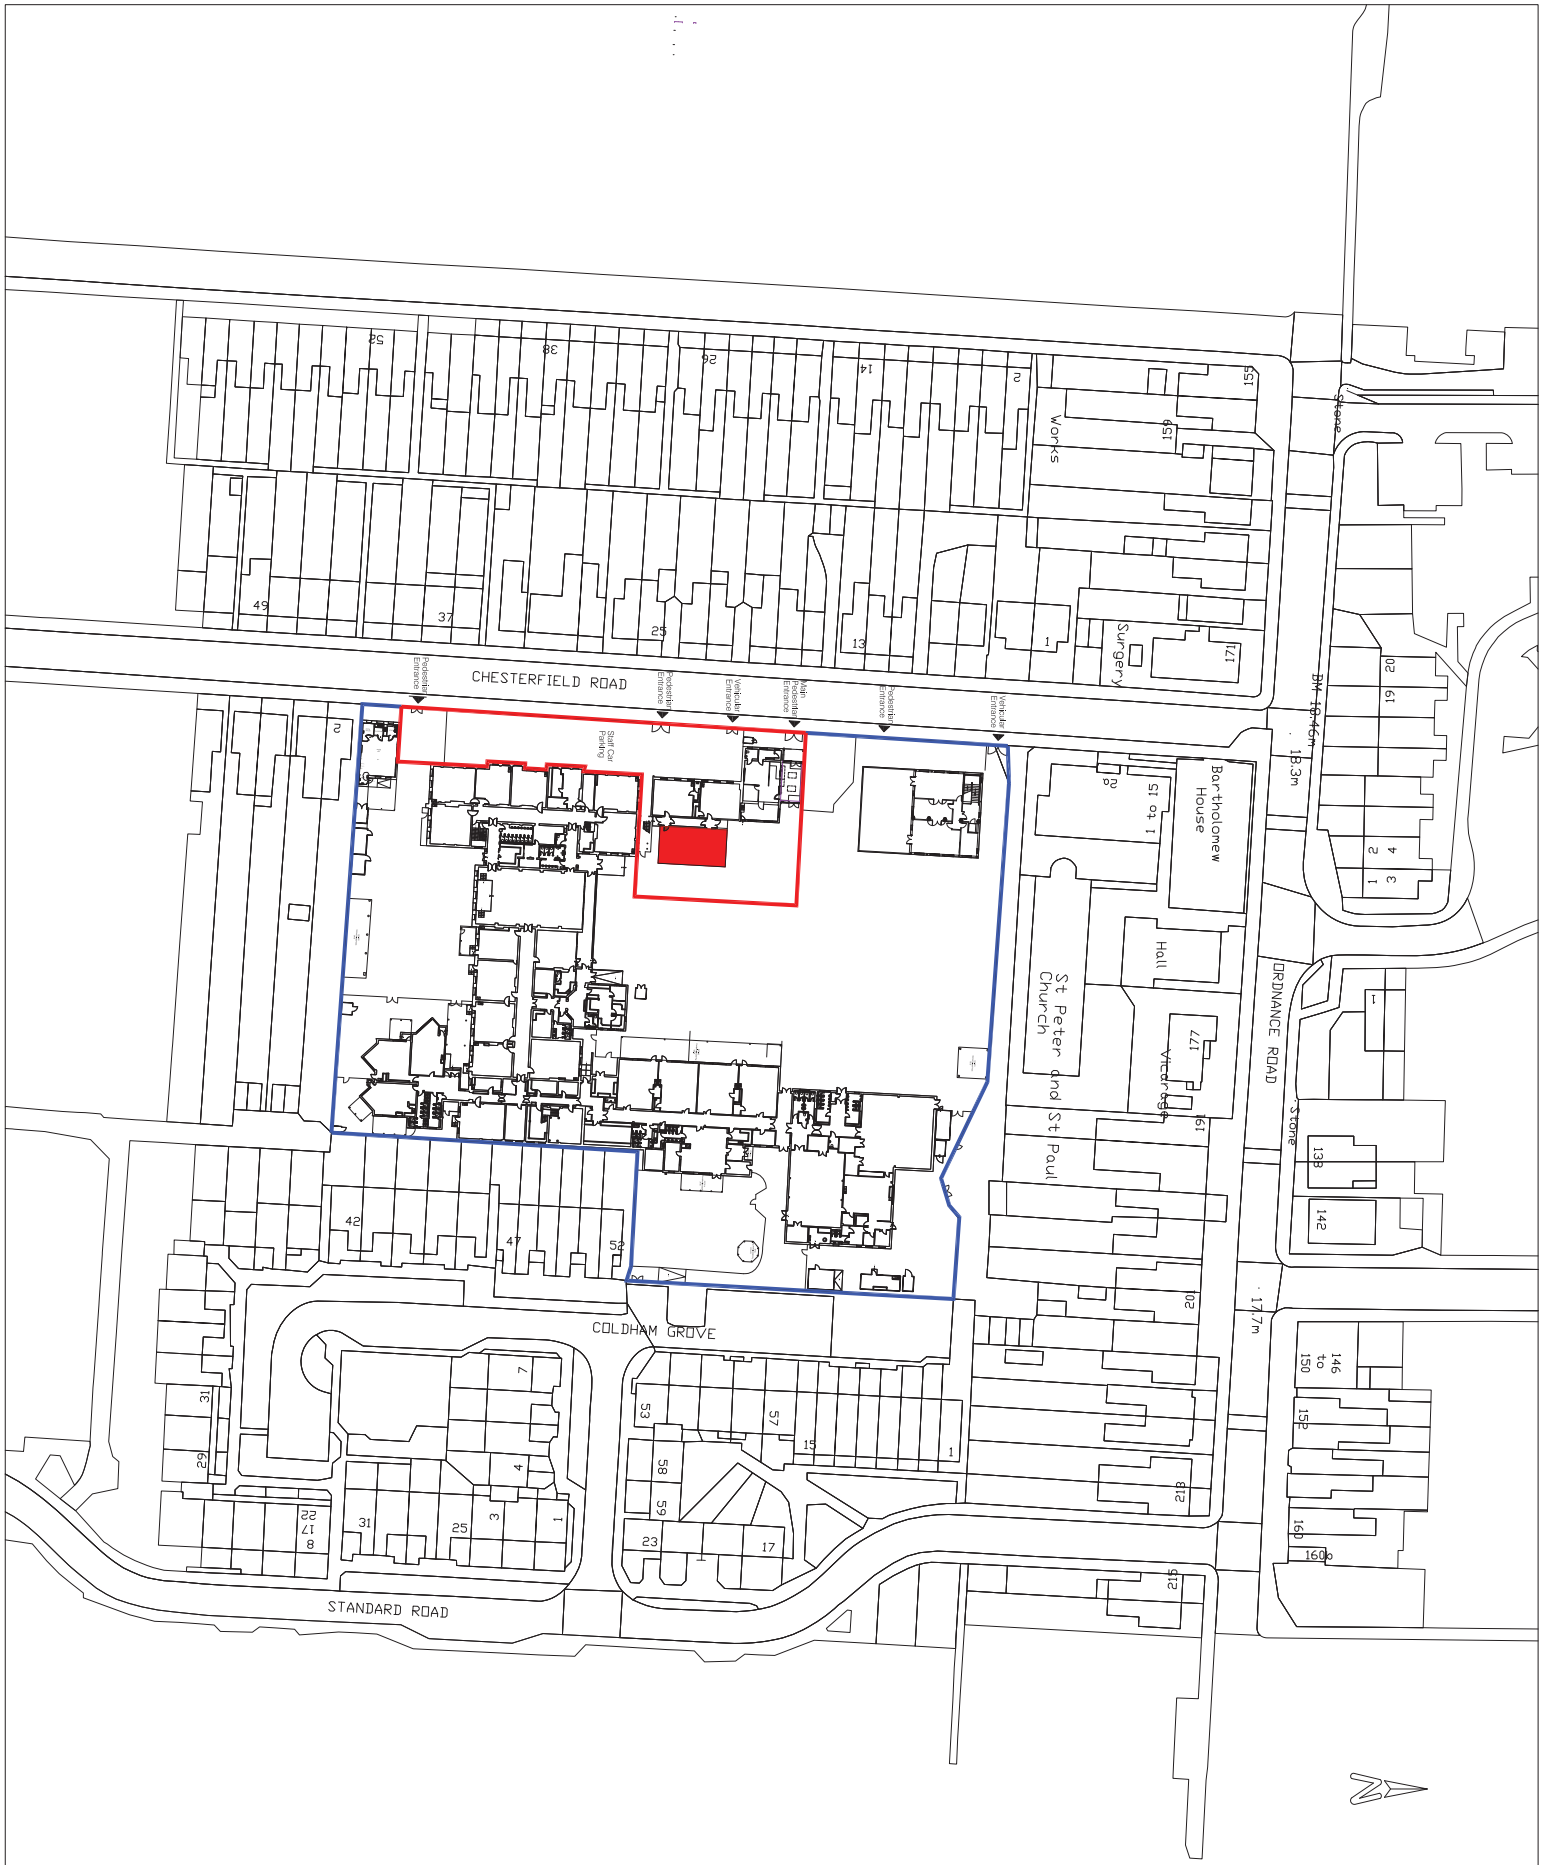 52
38
26
14
2
155
Works
159
Stone
49
37
25
13
1
Surgery
171
BM 18.46m
18.3m
20
19
CHESTERFIELD ROAD
Pedestrian
Entrance
Pedestrian
Entrance
Vehicular
Entrance
Main
Pedestrian
Entrance
Pedestrian
Entrance
Vehicular
Entrance
Staff Car
Parking
2
2a
1 to 15
Bartholomew
House
2
4
1
3
Hall
St Peter and St Paul
Church
177
Vicarage
191
ORDNANCE ROAD
1
Stone
138
142
42
47
52
201
17.7m
COLDHAM GROVE
146
to
150
152
7
31
29
53
57
15
1
4
58
59
213
22
17
8
31
25
3
1
23
17
160
160a
215
STANDARD ROAD
N